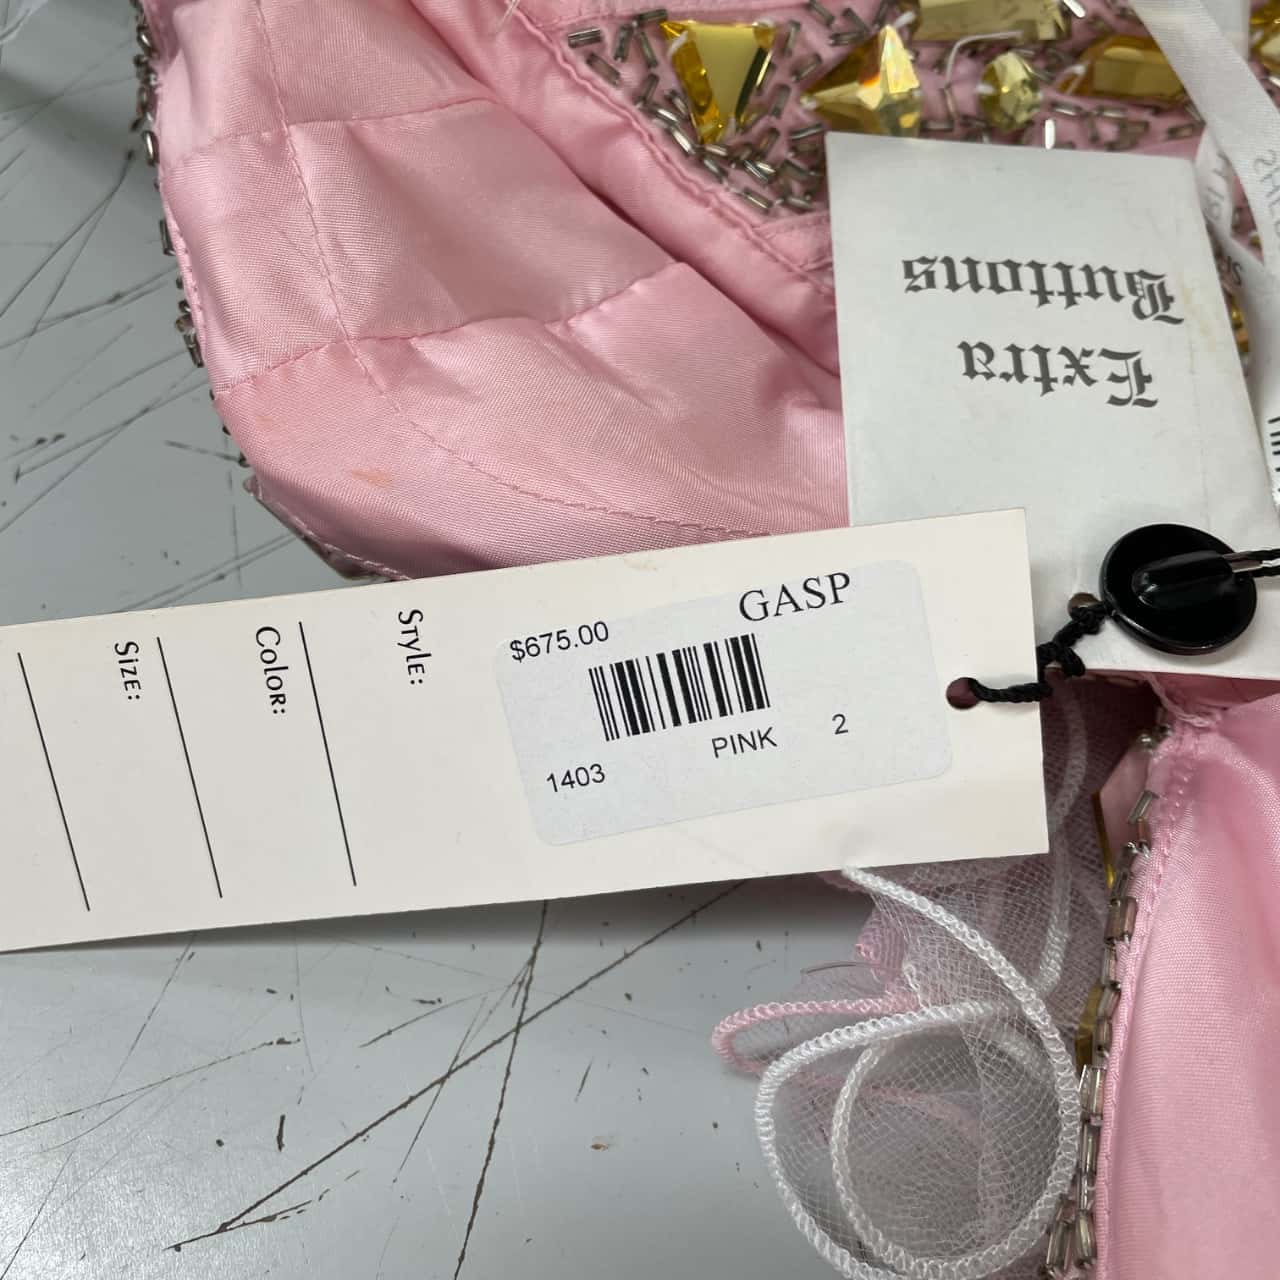 Extra
Buttons
GASP
$675.00
PINK 2
1403
Style:
Color:
Size: